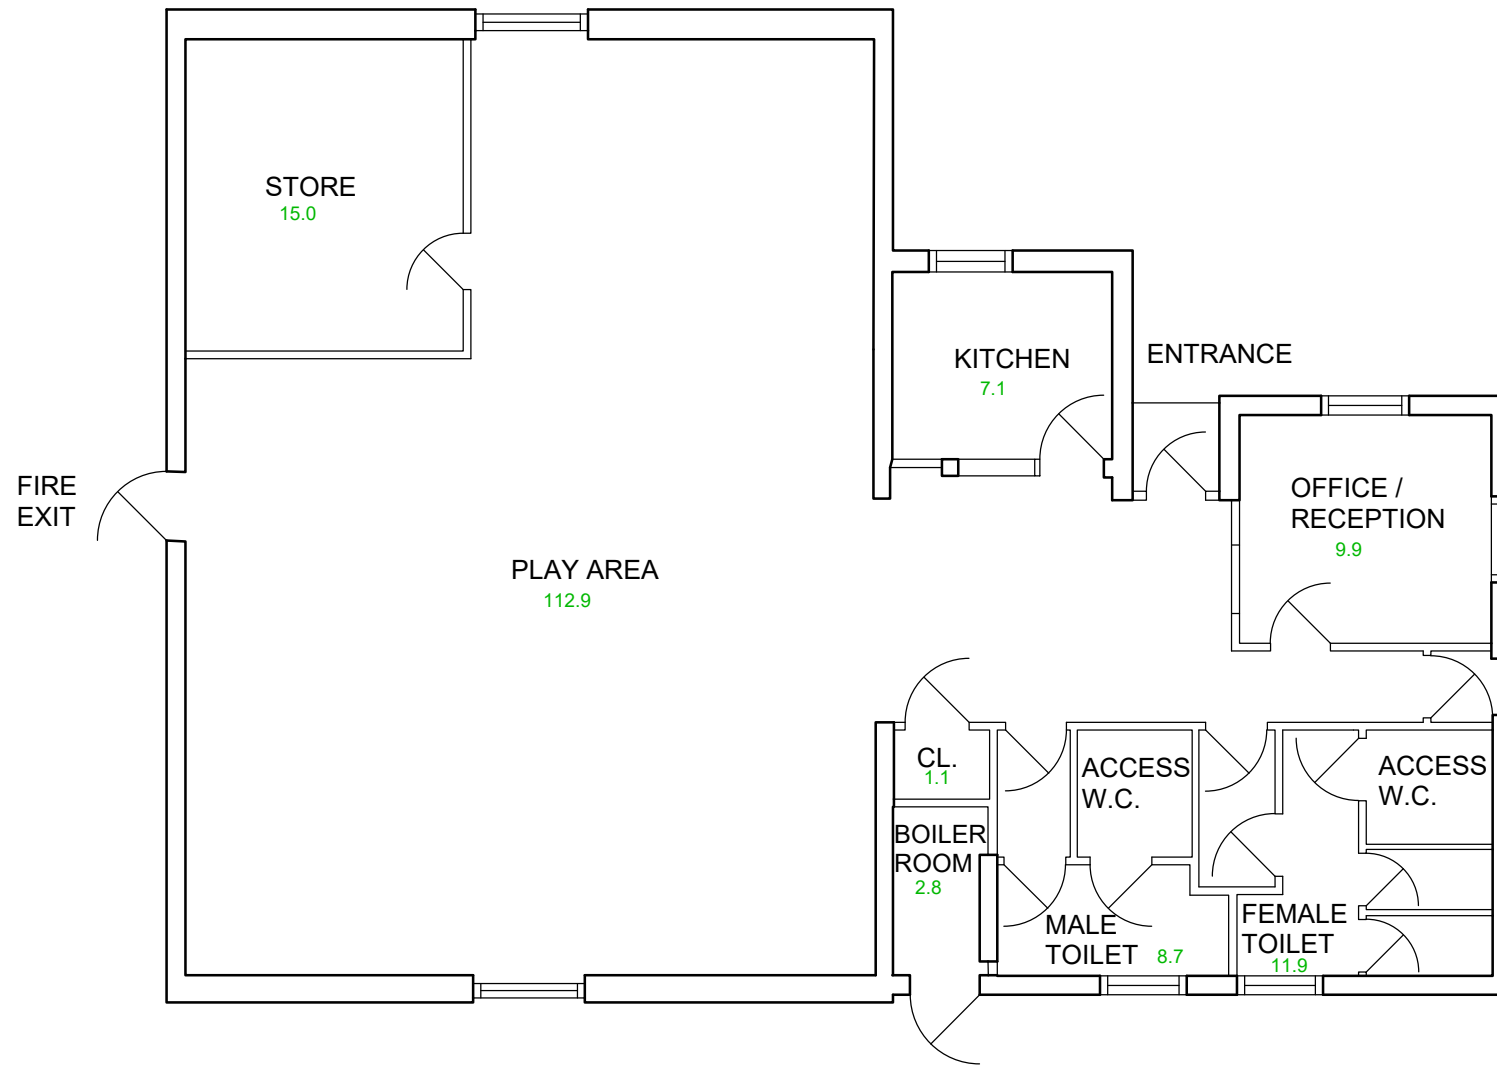 STORE
15.0
KITCHEN
7.1
ENTRANCE
FIRE
EXIT
OFFICE /
RECEPTION
9.9
PLAY AREA
112.9
CL.
1.1
ACCESS
W.C.
ACCESS
W.C.
BOILER
ROOM
2.8
MALE
TOILET
8.7
FEMALE
TOILET
11.9